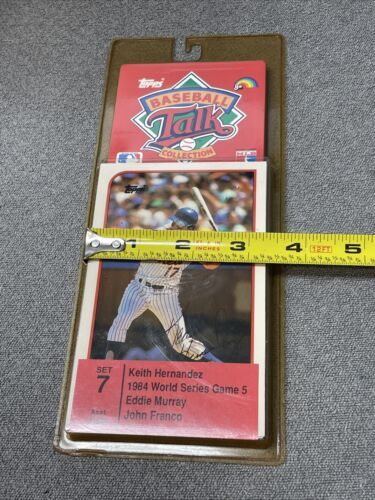 Topps
BASEBALL
Talk
COLLECTION
Topps
1 2 3 4 5
INCHES
12FT
17
SET
7
Keith Hernandez
1984 World Series Game 5
Eddie Murray
John Franco